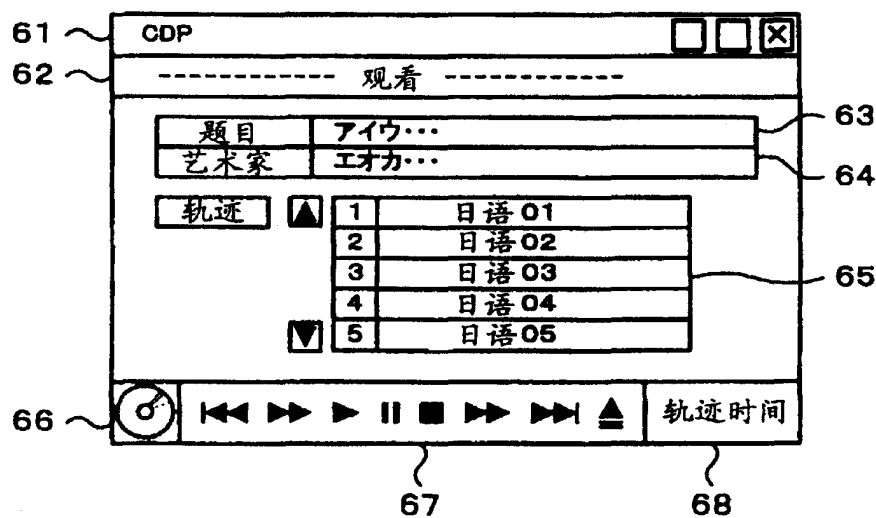 61 CDP
62 ------------ 观看 ------------
题目 アイウ··· 63
艺术家 エオカ··· 64
轨迹 1 日语01
2 日语02
3 日语03 65
4 日语04
5 日语05
66 轨迹时间
67 68